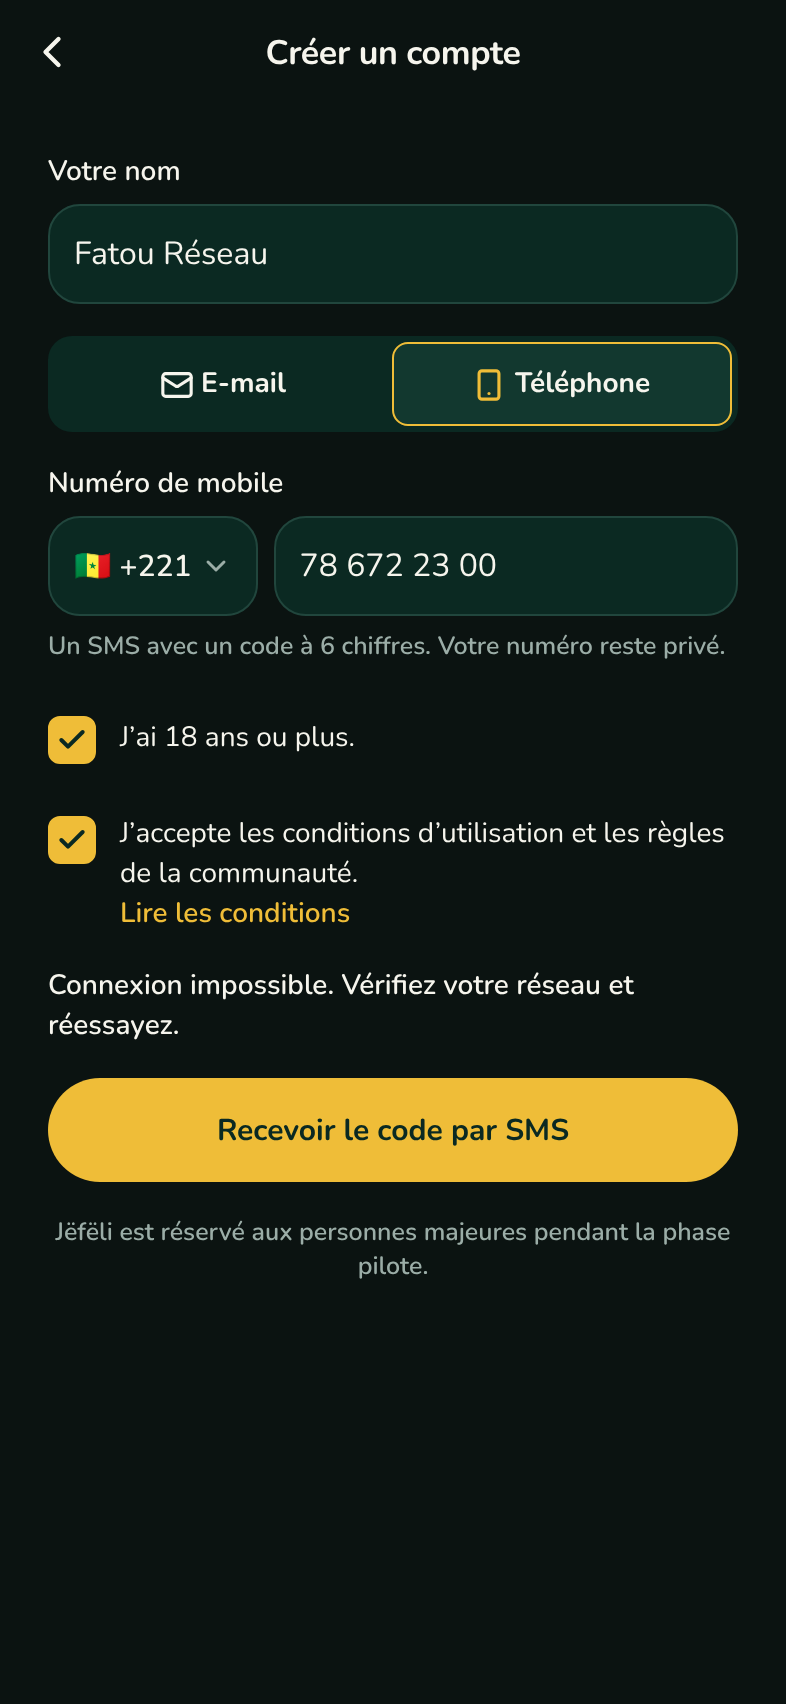 Créer un compte
Votre nom
Fatou Réseau
E-mail
Téléphone
Numéro de mobile
+221
78 672 23 00
Un SMS avec un code à 6 chiffres. Votre numéro reste privé.
J’ai 18 ans ou plus.
J’accepte les conditions d’utilisation et les règles
de la communauté.
Lire les conditions
Connexion impossible. Vérifiez votre réseau et
réessayez.
Recevoir le code par SMS
Jëfëli est réservé aux personnes majeures pendant la phase
pilote.